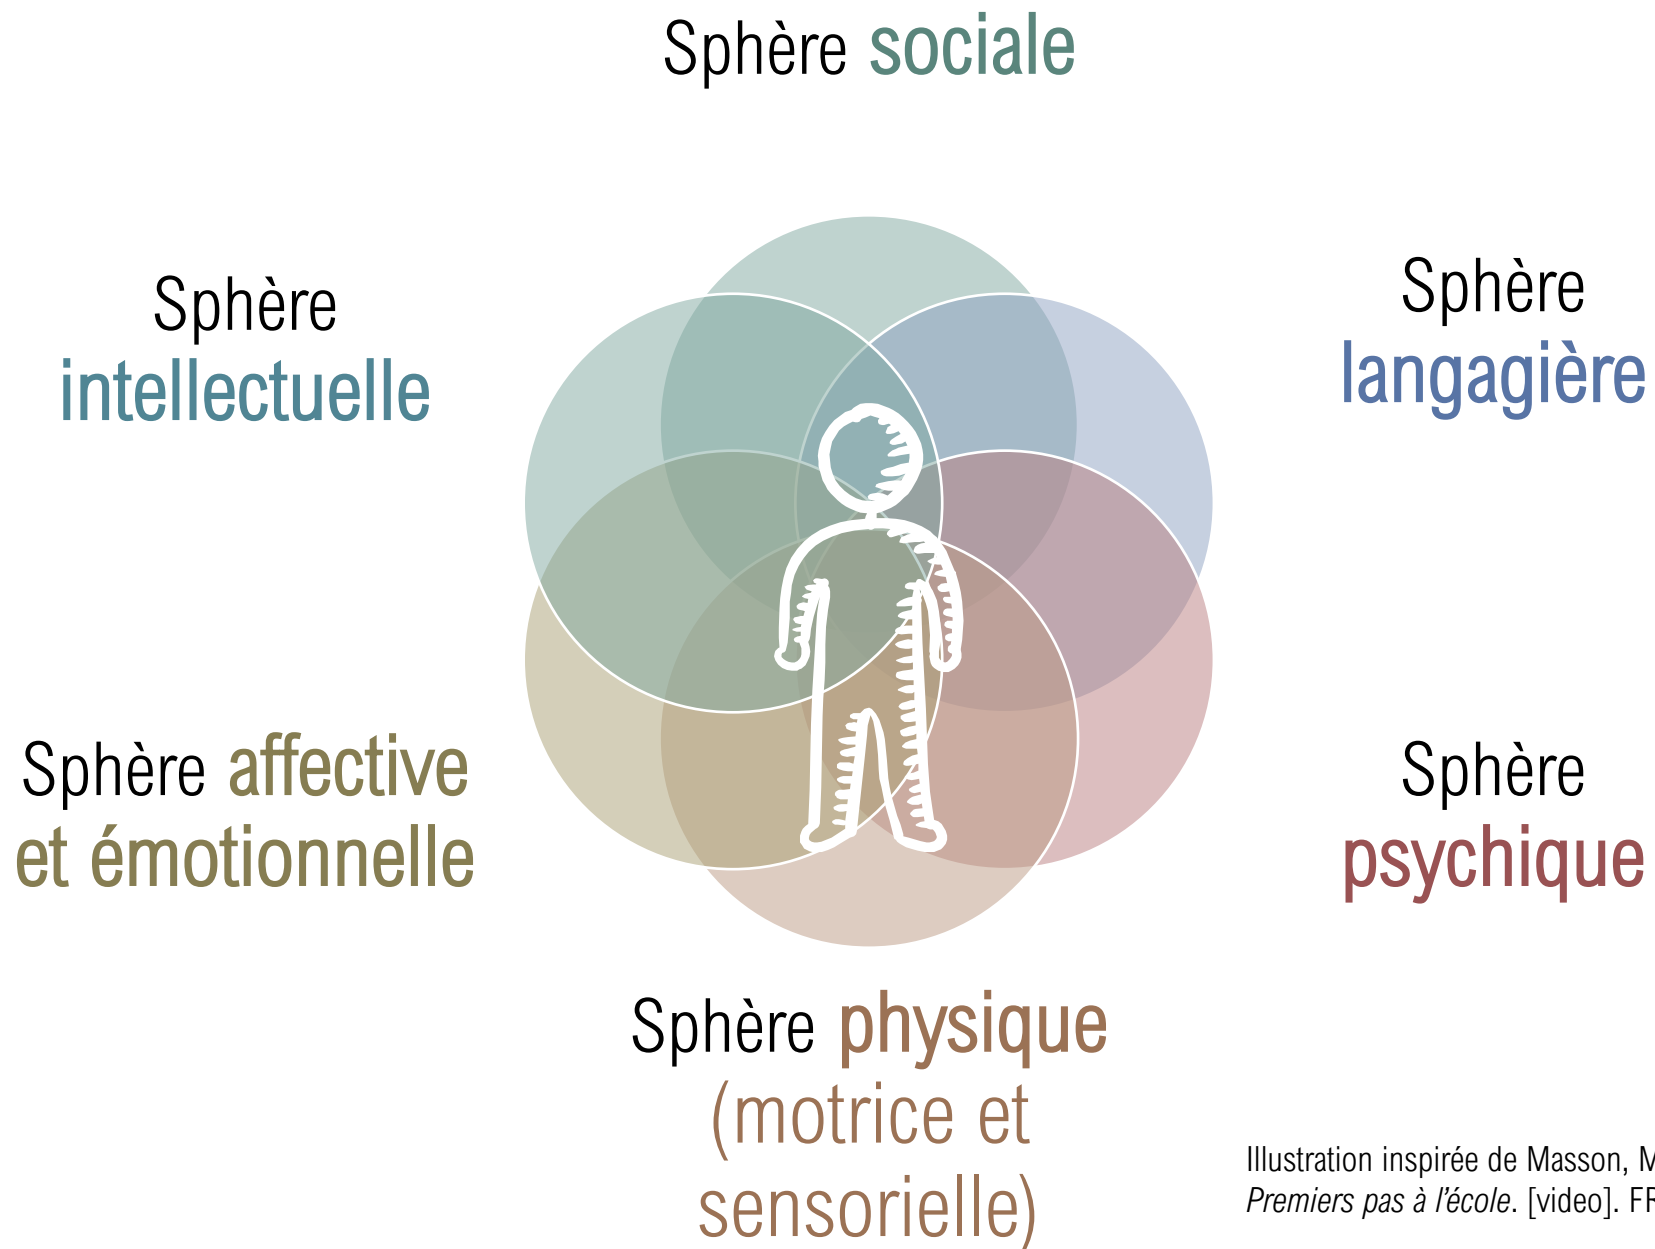 Sphère sociale
Sphère
intellectuelle
Sphère
langagière
Sphère affective
et émotionnelle
Sphère
psychique
Sphère physique
(motrice et
sensorielle)
Illustration inspirée de Masson, M
Premiers pas à l'école. [video]. FR